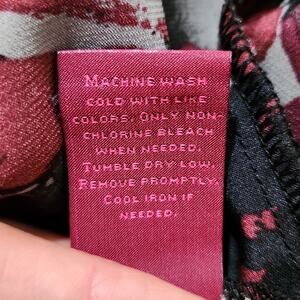 Machine wash
cold with like
colors. Only non-
chlorine bleach
when needed.
Tumble dry low.
Remove promptly.
Cool iron if
needed.